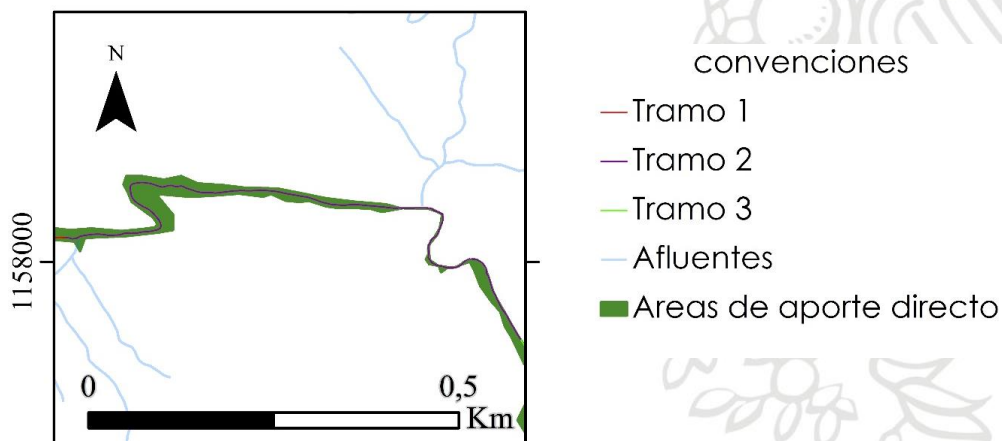 N
1158000
0 0,5
Km
convenciones
Tramo 1
Tramo 2
Tramo 3
Afluentes
Areas de aporte directo